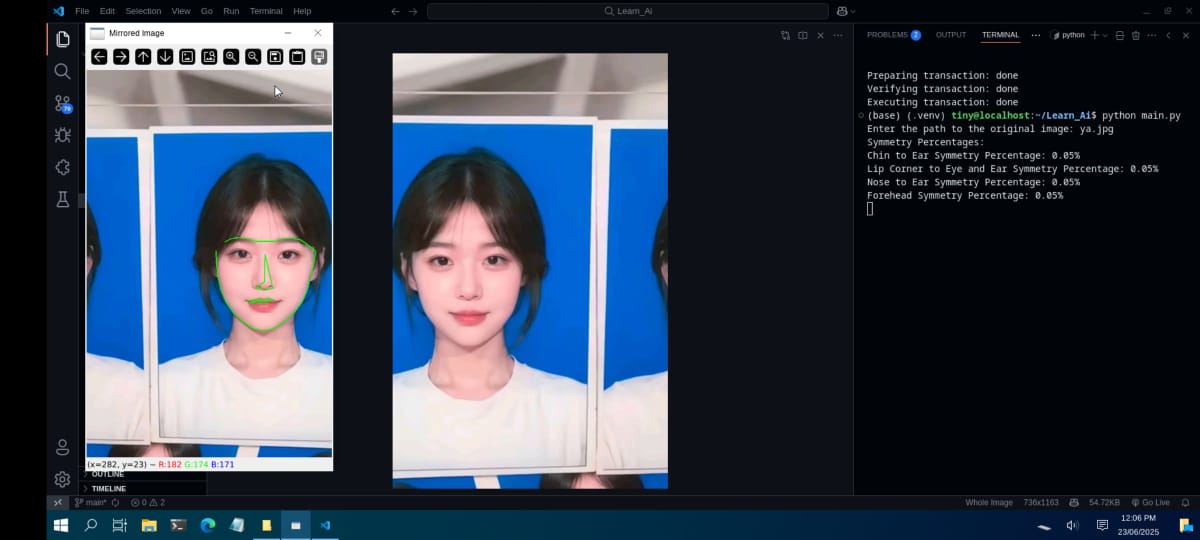 File Edit Selection View Go Run Terminal Help
Learn_Ai
Mirrored Image
PROBLEMS 2 OUTPUT TERMINAL ··· python
Preparing transaction: done
Verifying transaction: done
Executing transaction: done
(base) (.venv) tiny@localhost:~/Learn_Ai$ python main.py
Enter the path to the original image: ya.jpg
Symmetry Percentages:
Chin to Ear Symmetry Percentage: 0.05%
Lip Corner to Eye and Ear Symmetry Percentage: 0.05%
Nose to Ear Symmetry Percentage: 0.05%
Forehead Symmetry Percentage: 0.05%
(x=282, y=23) ~ R:182 G:174 B:171
OUTLINE
TIMELINE
main* 0 2
Whole Image 736x1163 54.72KB Go Live
12:06 PM
23/06/2025